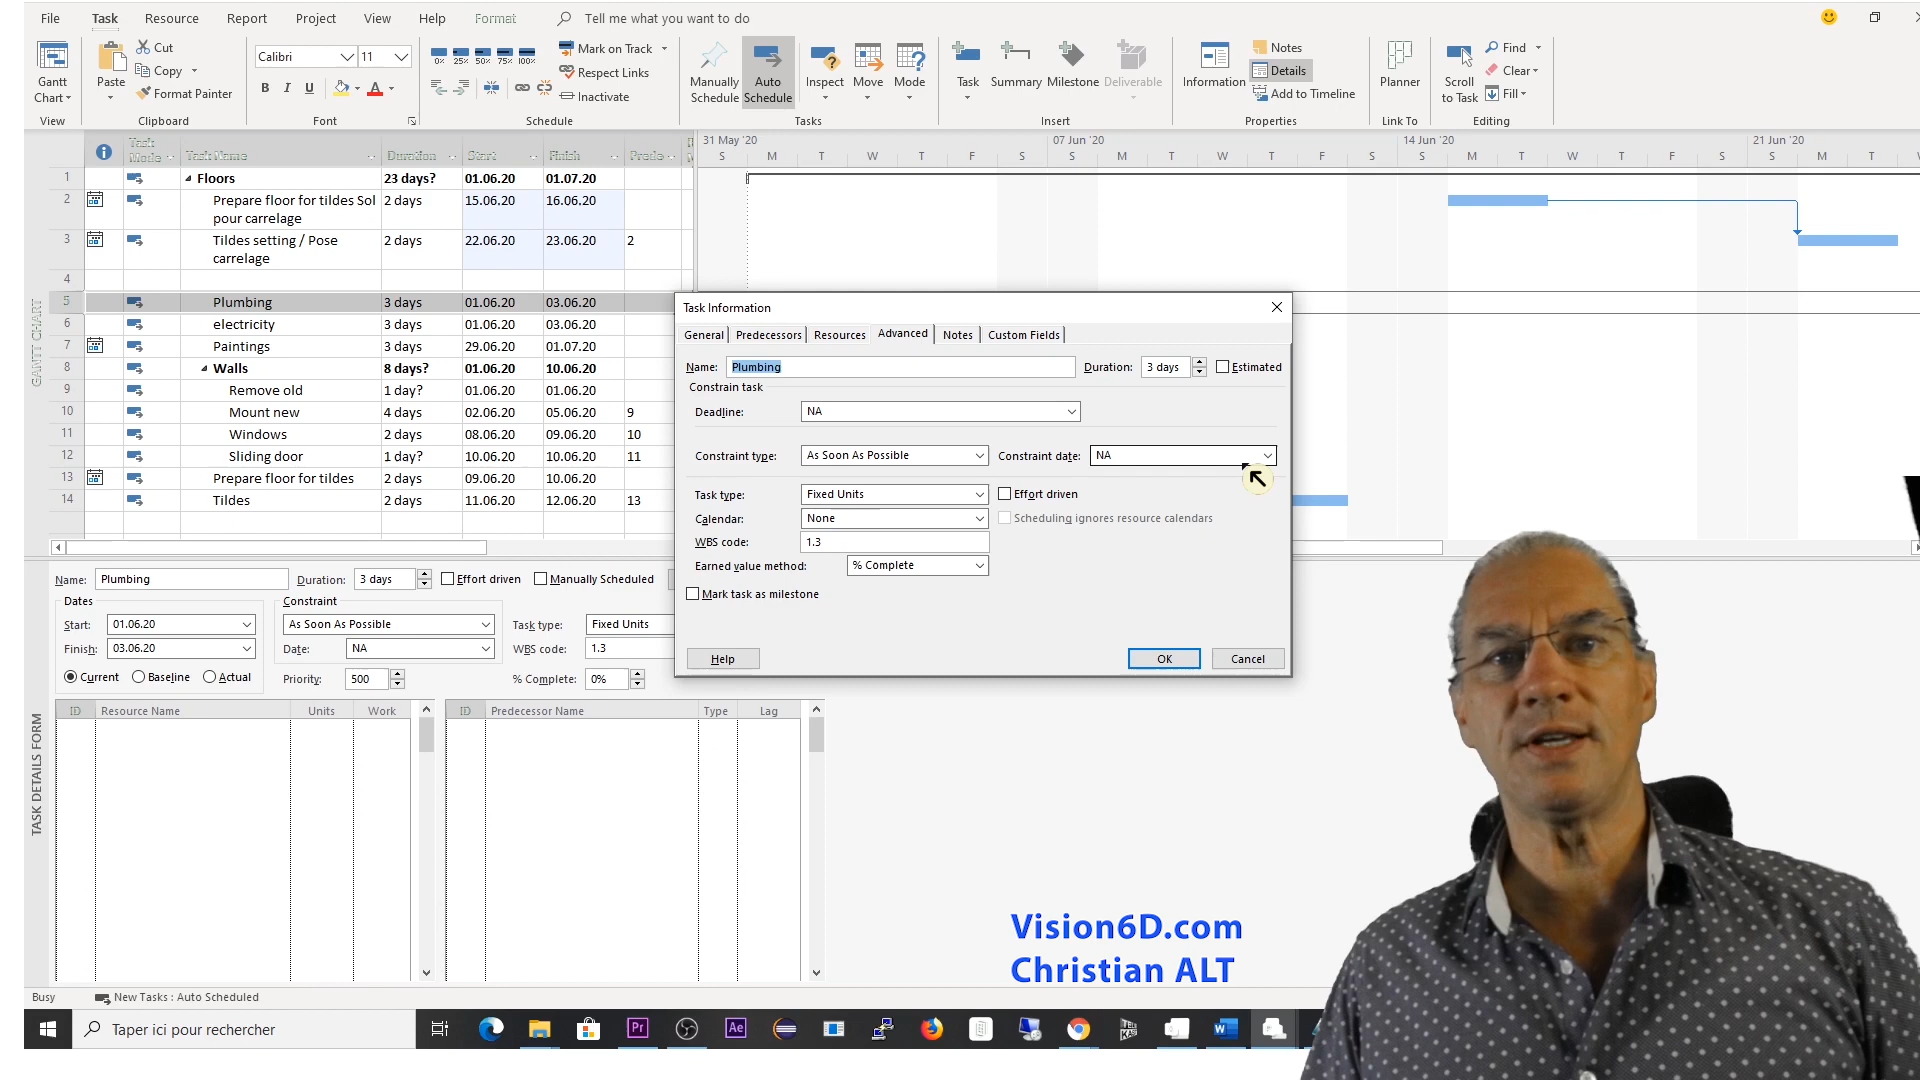 File Task Resource Report Project View Help Format Tell me what you want to do
Gantt Chart
View
Paste
Cut
Copy
Format Painter
Clipboard
Calibri 11
B I U
Font
0% 25% 50% 75% 100%
Mark on Track
Respect Links
Inactivate
Schedule
Manually Schedule
Auto Schedule
Inspect
Move
Mode
Tasks
Task
Summary
Milestone
Deliverable
Insert
Information
Notes
Details
Add to Timeline
Properties
Planner
Link To
Scroll to Task
Find
Clear
Fill
Editing
Task Mode Task Name Duration Start Finish Prede
1 Floors 23 days? 01.06.20 01.07.20
2 Prepare floor for tildes Sol pour carrelage 2 days 15.06.20 16.06.20
3 Tildes setting / Pose carrelage 2 days 22.06.20 23.06.20 2
4
5 Plumbing 3 days 01.06.20 03.06.20
6 electricity 3 days 01.06.20 03.06.20
7 Paintings 3 days 29.06.20 01.07.20
8 Walls 8 days? 01.06.20 10.06.20
9 Remove old 1 day? 01.06.20 01.06.20
10 Mount new 4 days 02.06.20 05.06.20 9
11 Windows 2 days 08.06.20 09.06.20 10
12 Sliding door 1 day? 10.06.20 10.06.20 11
13 Prepare floor for tildes 2 days 09.06.20 10.06.20
14 Tildes 2 days 11.06.20 12.06.20 13
GANTT CHART
31 May '20 07 Jun '20 14 Jun '20 21 Jun '20
S M T W T F S S M T W T F S S M T W T F S S M T W
Task Information
General Predecessors Resources Advanced Notes Custom Fields
Name: Plumbing Duration: 3 days Estimated
Constrain task
Deadline: NA
Constraint type: As Soon As Possible Constraint date: NA
Task type: Fixed Units Effort driven
Calendar: None Scheduling ignores resource calendars
WBS code: 1.3
Earned value method: % Complete
Mark task as milestone
Help OK Cancel
Name: Plumbing Duration: 3 days Effort driven Manually Scheduled
Dates Constraint
Start: 01.06.20 As Soon As Possible Task type: Fixed Units
Finish: 03.06.20 Date: NA WBS code: 1.3
Current Baseline Actual Priority: 500 % Complete: 0%
ID Resource Name Units Work ID Predecessor Name Type Lag
TASK DETAILS FORM
Vision6D.com
Christian ALT
Busy New Tasks : Auto Scheduled
Taper ici pour rechercher
Pr
Ae